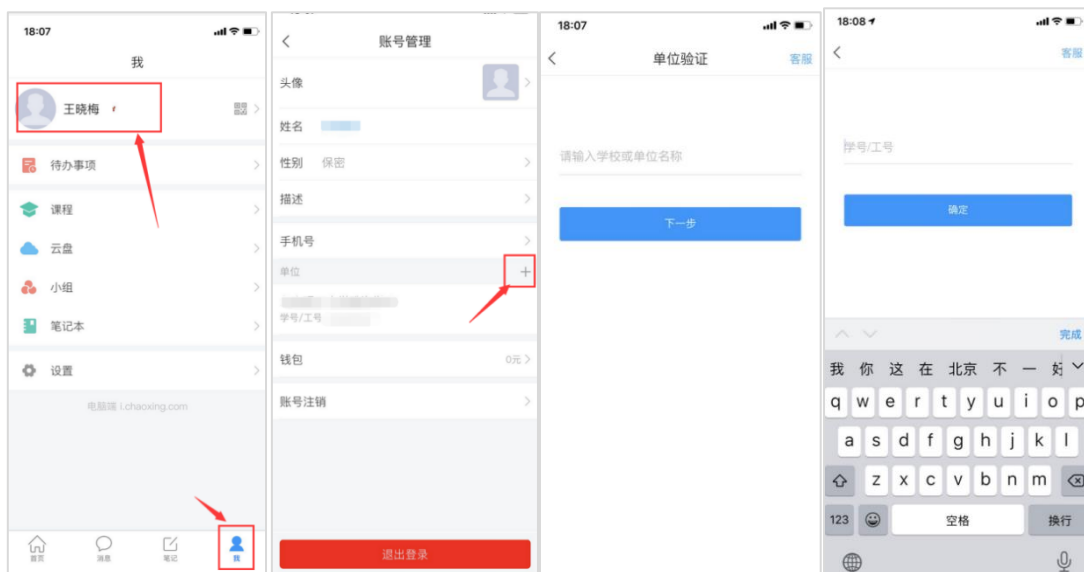 18:07
我
王晓梅
待办事项
课程
云盘
小组
笔记本
设置
电脑端 i.chaoxing.com
首页 消息 笔记 我
账号管理
头像
姓名
性别 保密
描述
手机号
单位
学号/工号
钱包 0元
账号注销
退出登录
18:07
单位验证 客服
请输入学校或单位名称
下一步
18:08
客服
学号/工号
确定
完成
我 你 这 在 北京 不 一 好
q w e r t y u i o p
a s d f g h j k l
z x c v b n m
123 空格 换行